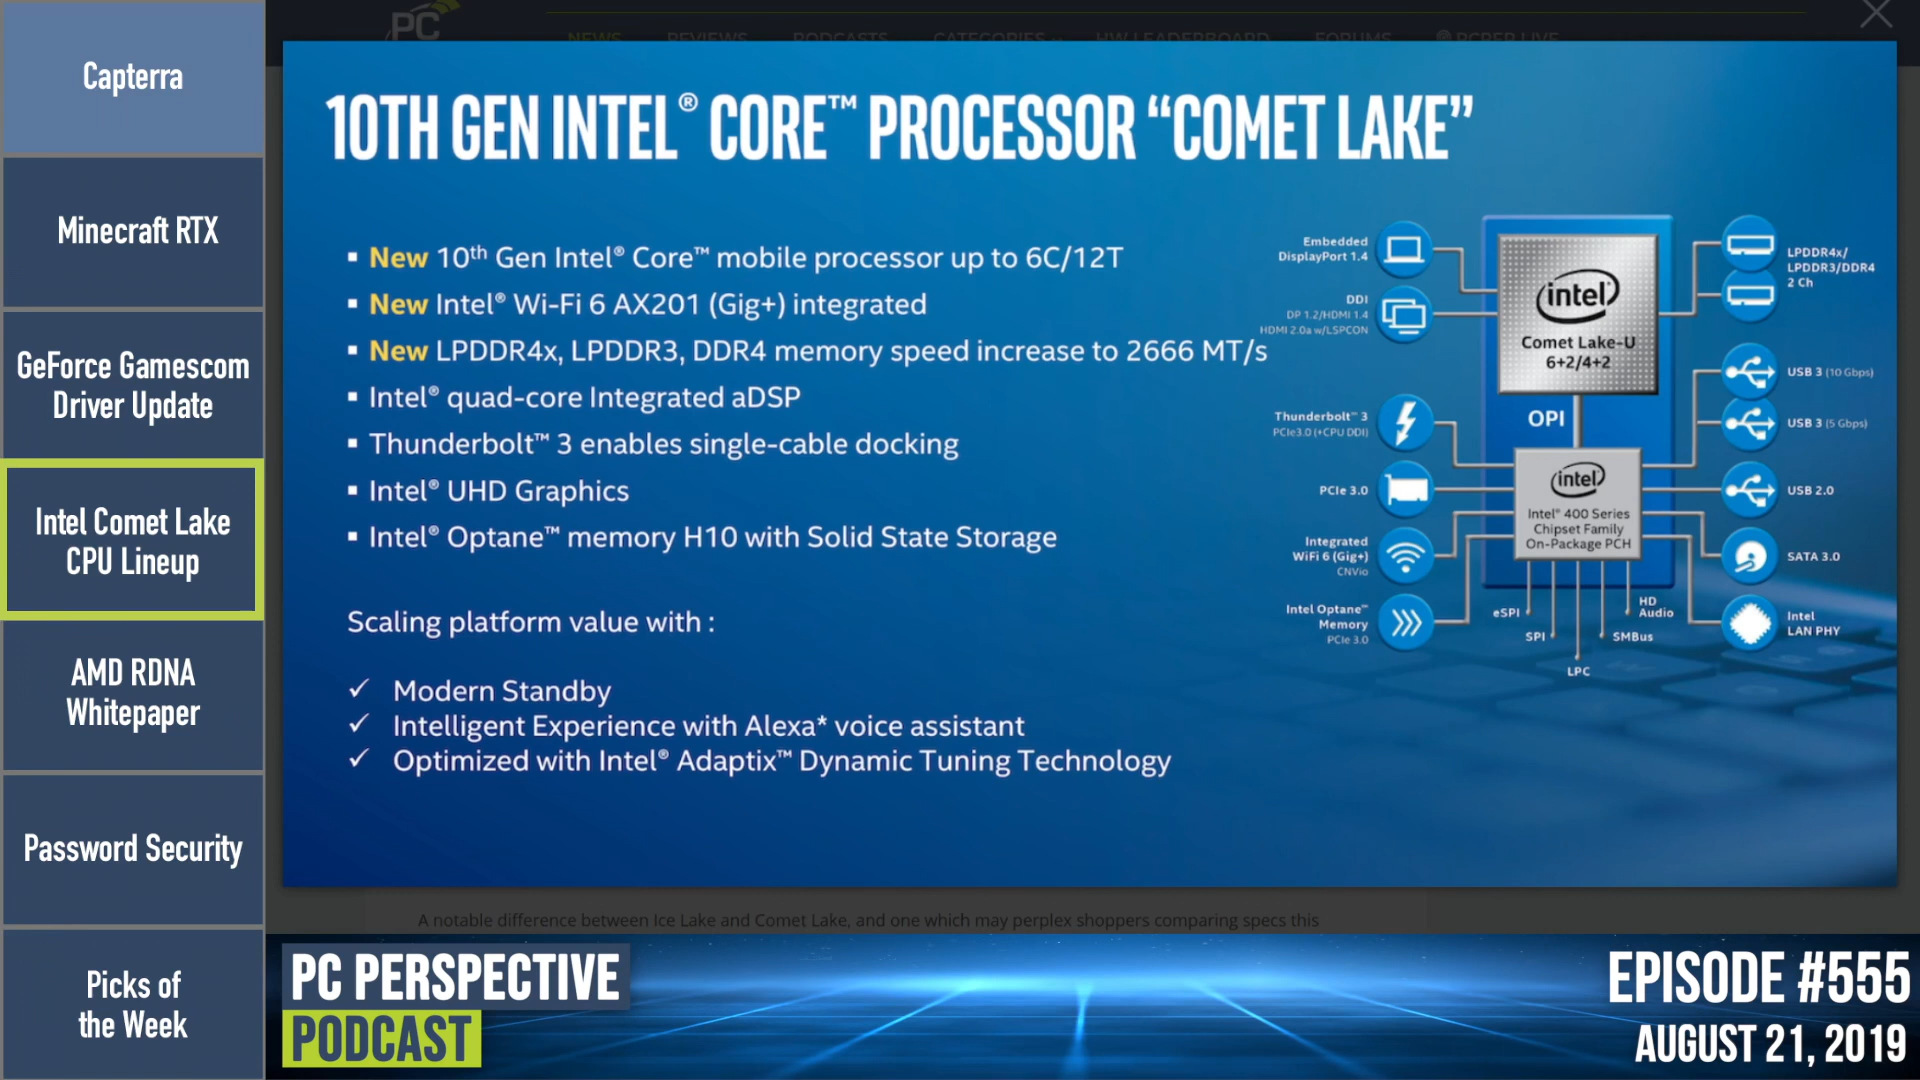 Capterra
Minecraft RTX
GeForce Gamescom
Driver Update
Intel Comet Lake
CPU Lineup
AMD RDNA
Whitepaper
Password Security
Picks of
the Week
PC
NEWS REVIEWS PODCASTS CATEGORIES HW LEADERBOARD FORUMS @PCPER LIVE
10TH GEN INTEL® CORE™ PROCESSOR “COMET LAKE”
▪ New 10th Gen Intel® Core™ mobile processor up to 6C/12T
▪ New Intel® Wi-Fi 6 AX201 (Gig+) integrated
▪ New LPDDR4x, LPDDR3, DDR4 memory speed increase to 2666 MT/s
▪ Intel® quad-core Integrated aDSP
▪ Thunderbolt™ 3 enables single-cable docking
▪ Intel® UHD Graphics
▪ Intel® Optane™ memory H10 with Solid State Storage
Scaling platform value with :
✓ Modern Standby
✓ Intelligent Experience with Alexa* voice assistant
✓ Optimized with Intel® Adaptix™ Dynamic Tuning Technology
Embedded
DisplayPort 1.4
DDI
DP 1.2/HDMI 1.4
HDMI 2.0a w/LSPCON
Thunderbolt™ 3
PCIe3.0 (+CPU DDI)
PCIe 3.0
Integrated
WiFi 6 (Gig+)
CNVio
Intel Optane™
Memory
PCIe 3.0
intel
Comet Lake-U
6+2/4+2
OPI
intel
Intel® 400 Series
Chipset Family
On-Package PCH
eSPI
SPI
LPC
SMBus
HD
Audio
LPDDR4x/
LPDDR3/DDR4
2 Ch
USB 3 (10 Gbps)
USB 3 (5 Gbps)
USB 2.0
SATA 3.0
Intel
LAN PHY
A notable difference between Ice Lake and Comet Lake, and one which may perplex shoppers comparing specs this
PC PERSPECTIVE
PODCAST
EPISODE #555
AUGUST 21, 2019